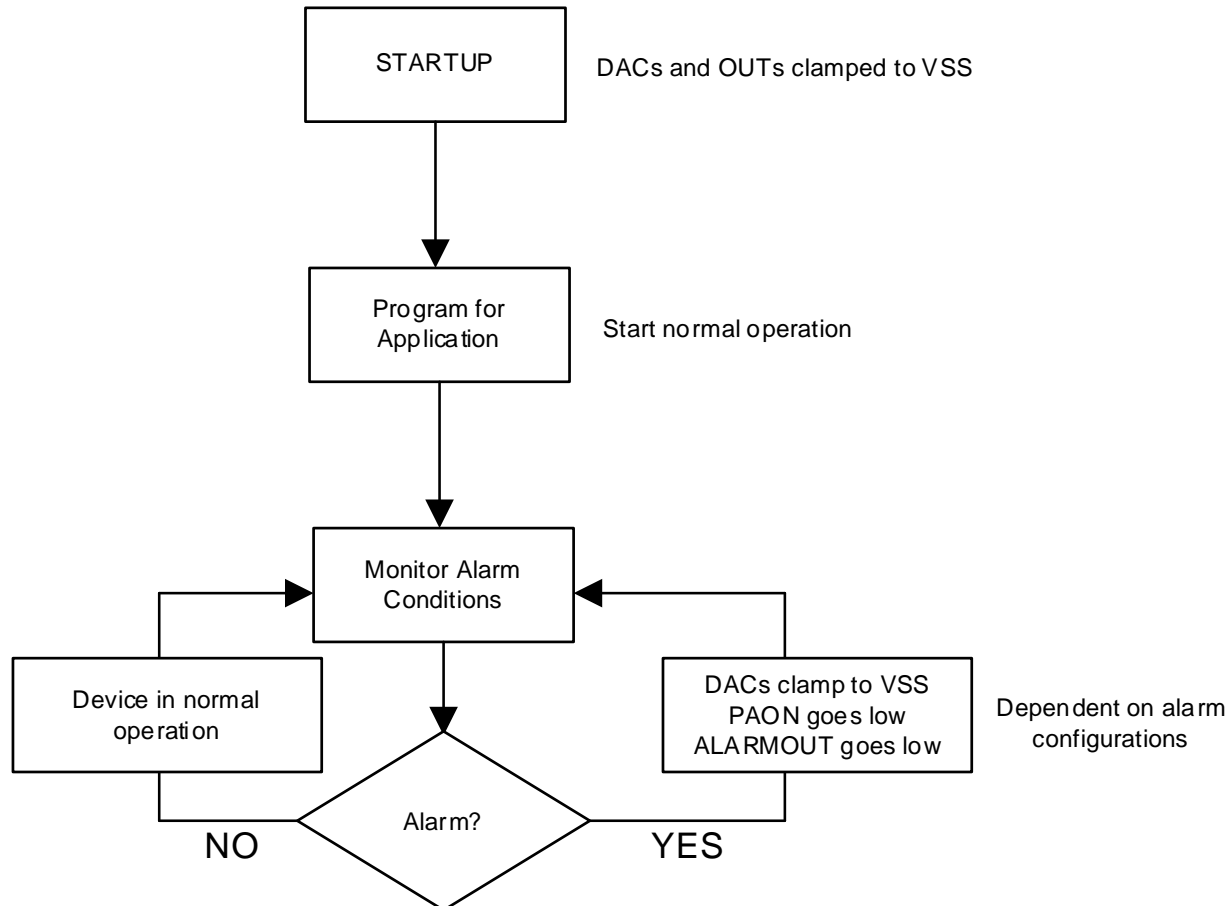 STARTUP
DACs and OUTs clamped to VSS
Program for
Application
Start normal operation
Monitor Alarm
Conditions
Device in normal
operation
DACs clamp to VSS
PAON goes low
ALARMOUT goes low
Dependent on alarm
configurations
Alarm?
NO
YES